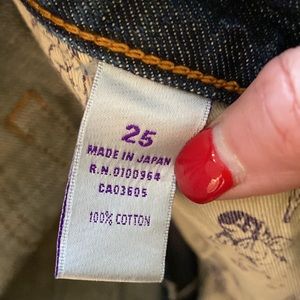 25
MADE IN JAPAN
R.N.0100964
CA03605
100% COTTON